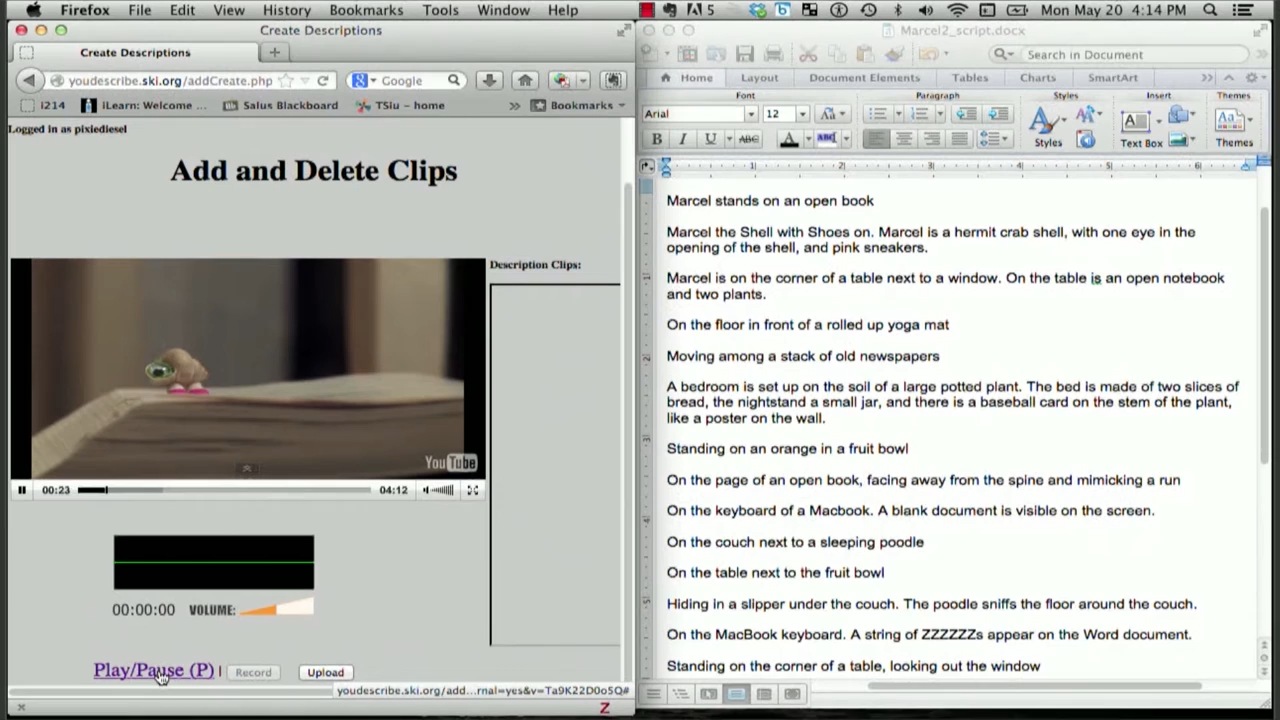 Firefox File Edit View History Bookmarks Tools Window Help
5
Mon May 20 4:14 PM
Create Descriptions
Create Descriptions
youdescribe.ski.org/addCreate.php
Google
i214
iLearn: Welcome ...
Salus Blackboard
TSIu – home
Bookmarks
Logged in as pixiediesel
Add and Delete Clips
Description Clips:
YouTube
00:23
04:12
00:00:00 VOLUME:
Play/Pause (P) | Record Upload
youdescribe.ski.org/add...rnal=yes&v=Ta9K22D0o5Q#
Z
Marcel2_script.docx
Search in Document
Home Layout Document Elements Tables Charts SmartArt
Font Paragraph Styles Insert Themes
Arial 12
B I U ABC A ABC A Aa
Styles Text Box Themes
1 2 3 4 5 6
Marcel stands on an open book
Marcel the Shell with Shoes on. Marcel is a hermit crab shell, with one eye in the
opening of the shell, and pink sneakers.
Marcel is on the corner of a table next to a window. On the table is an open notebook
and two plants.
On the floor in front of a rolled up yoga mat
Moving among a stack of old newspapers
A bedroom is set up on the soil of a large potted plant. The bed is made of two slices of
bread, the nightstand a small jar, and there is a baseball card on the stem of the plant,
like a poster on the wall.
Standing on an orange in a fruit bowl
On the page of an open book, facing away from the spine and mimicking a run
On the keyboard of a Macbook. A blank document is visible on the screen.
On the couch next to a sleeping poodle
On the table next to the fruit bowl
Hiding in a slipper under the couch. The poodle sniffs the floor around the couch.
On the MacBook keyboard. A string of ZZZZZZs appear on the Word document.
Standing on the corner of a table, looking out the window